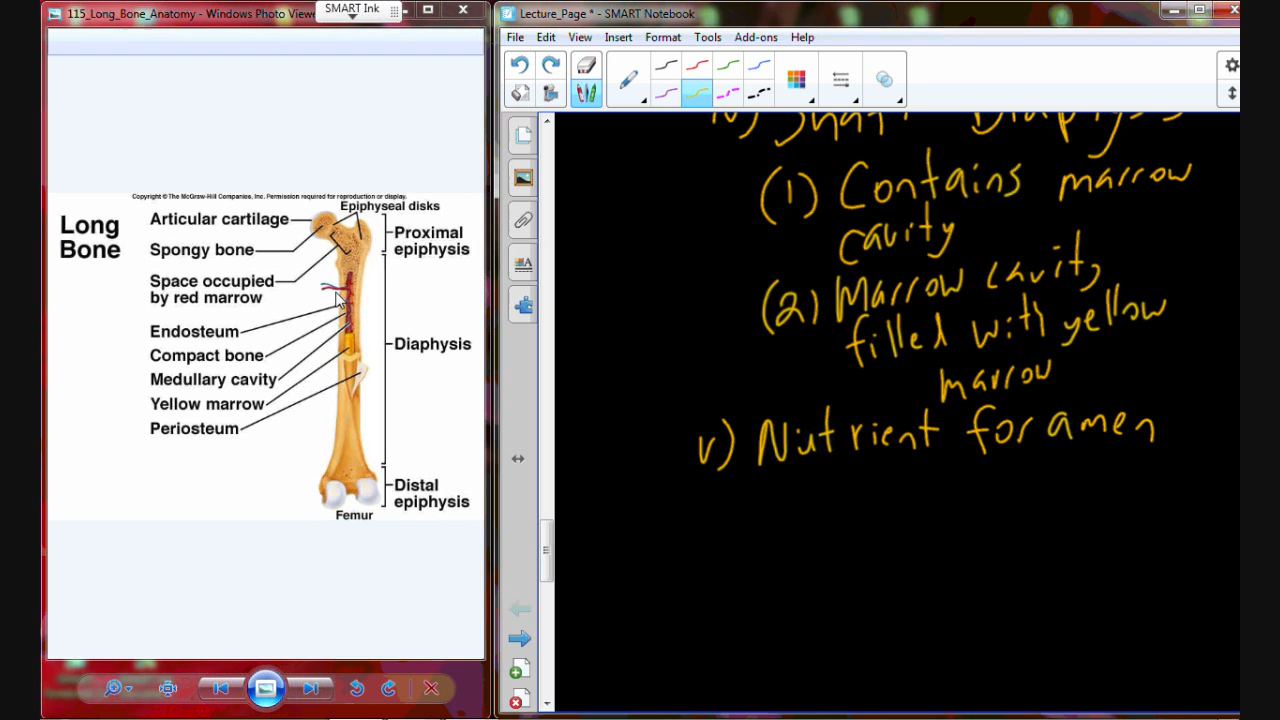 115_Long_Bone_Anatomy - Windows Photo Viewe
SMART Ink
Copyright © The McGraw-Hill Companies, Inc. Permission required for reproduction or display.
Long
Bone
Articular cartilage
Spongy bone
Space occupied
by red marrow
Endosteum
Compact bone
Medullary cavity
Yellow marrow
Periosteum
Epiphyseal disks
Proximal
epiphysis
Diaphysis
Distal
epiphysis
Femur
Lecture_Page * - SMART Notebook
File Edit View Insert Format Tools Add-ons Help
(1) Contains marrow
cavity
(2) Marrow cavity
filled with yellow
marrow
v) Nutrient foramen